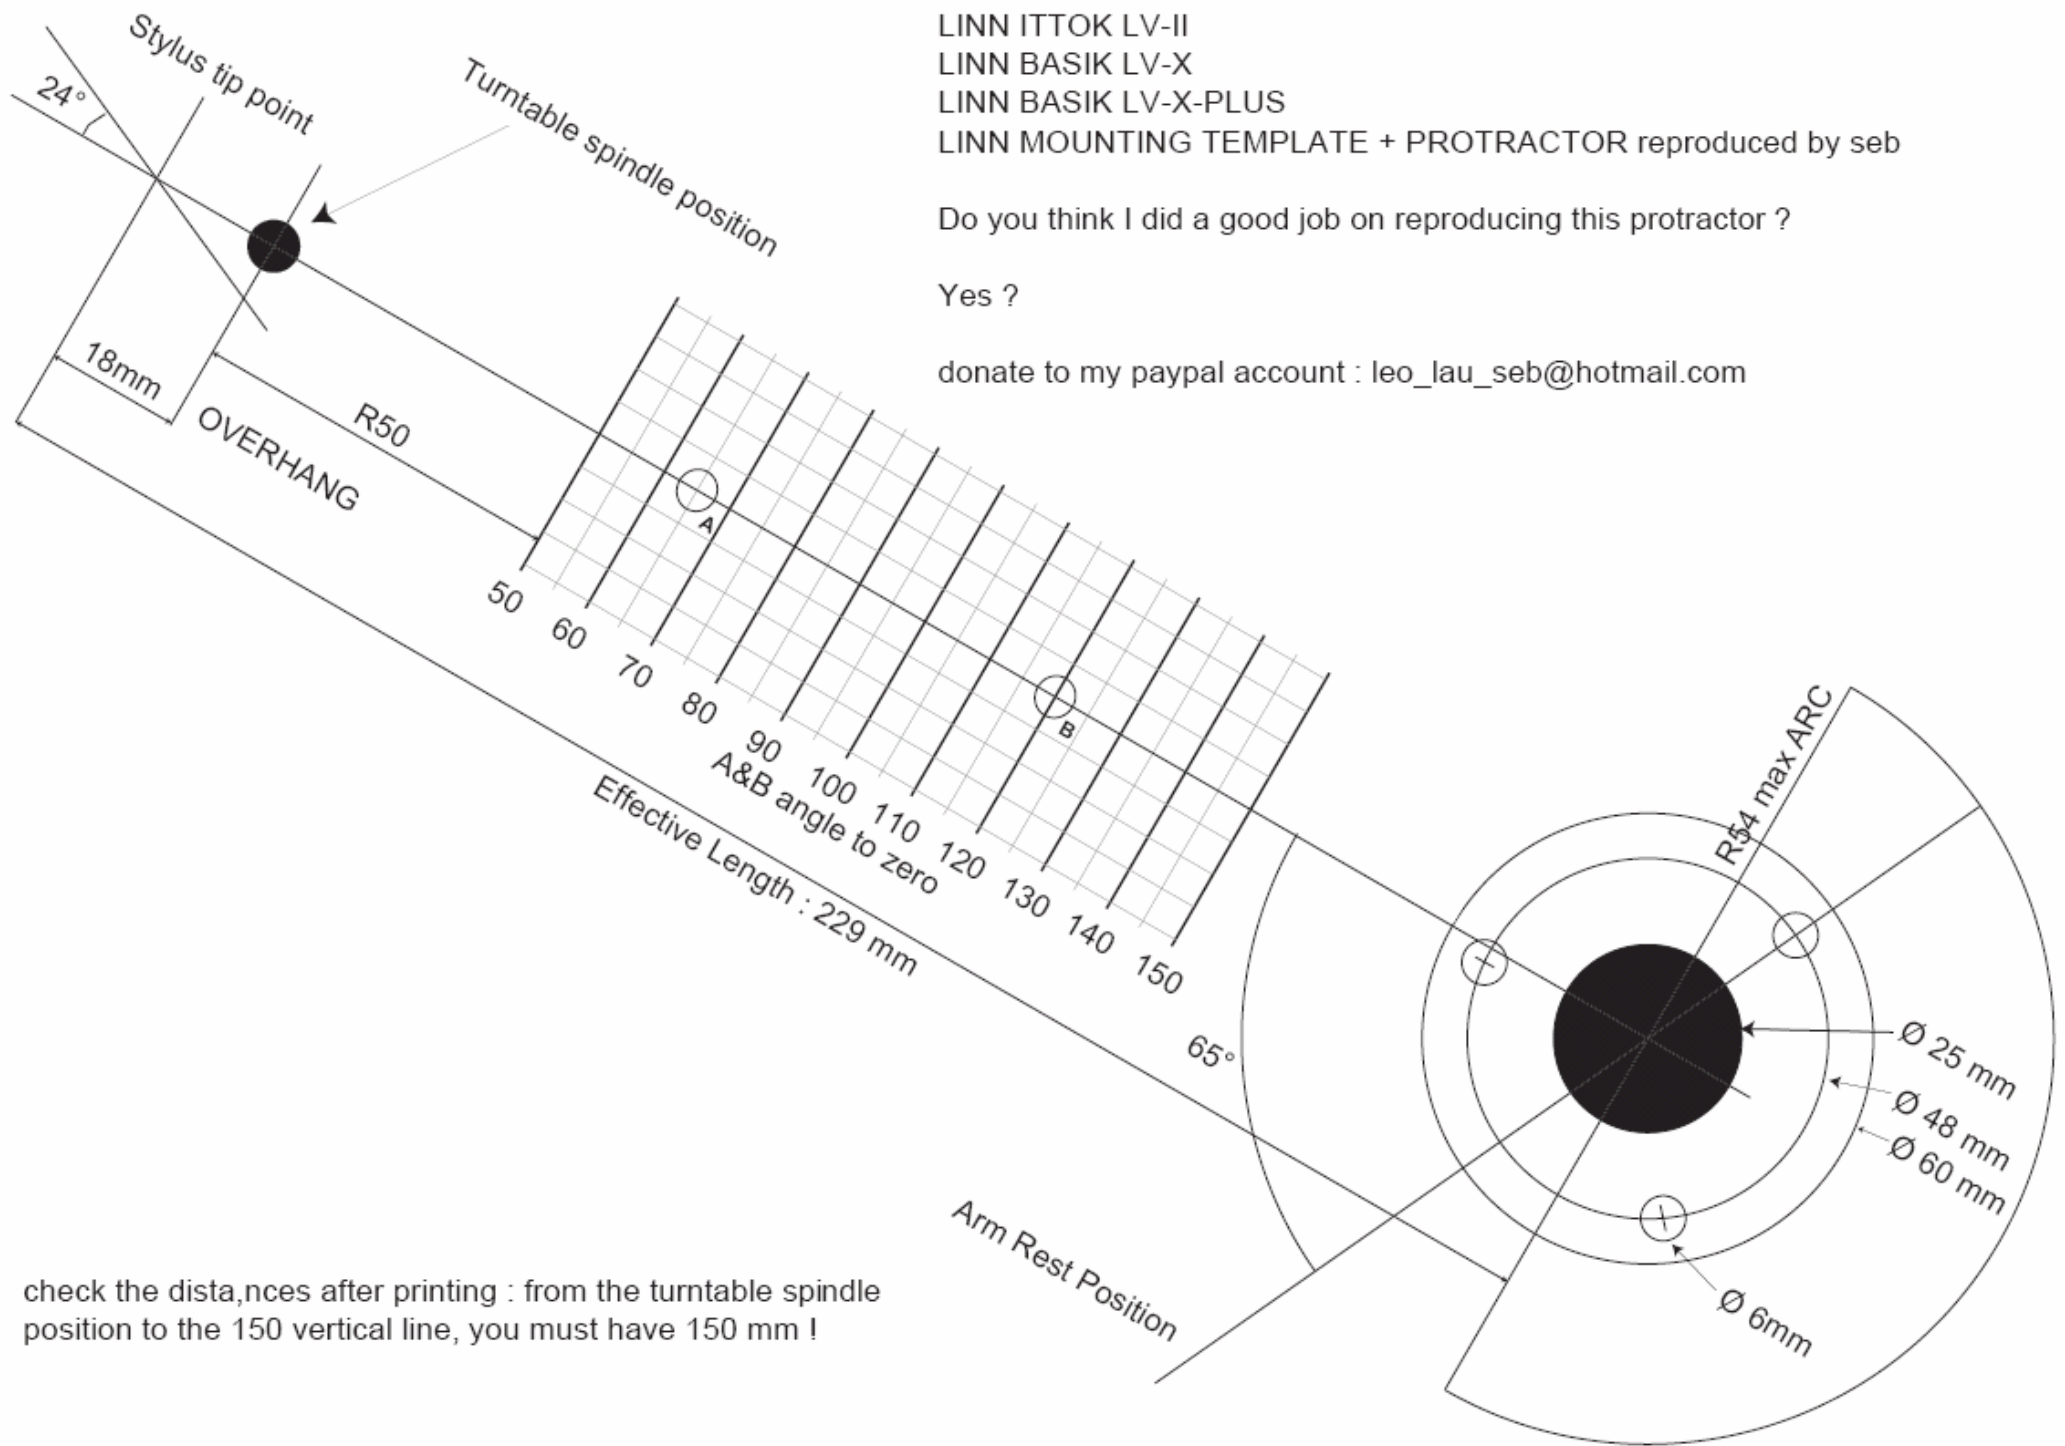 LINN ITTOK LV-II
LINN BASIK LV-X
LINN BASIK LV-X-PLUS
LINN MOUNTING TEMPLATE + PROTRACTOR reproduced by seb
Do you think I did a good job on reproducing this protractor ?
Yes ?
donate to my paypal account : leo_lau_seb@hotmail.com
Stylus tip point
24°
Turntable spindle position
18mm
OVERHANG
R50
A
B
50
60
70
80
90
100
110
120
130
140
150
A&B angle to zero
Effective Length : 229 mm
R54 max ARC
65°
Ø 25 mm
Ø 48 mm
Ø 60 mm
Ø 6mm
Arm Rest Position
check the dista,nces after printing : from the turntable spindle
position to the 150 vertical line, you must have 150 mm !